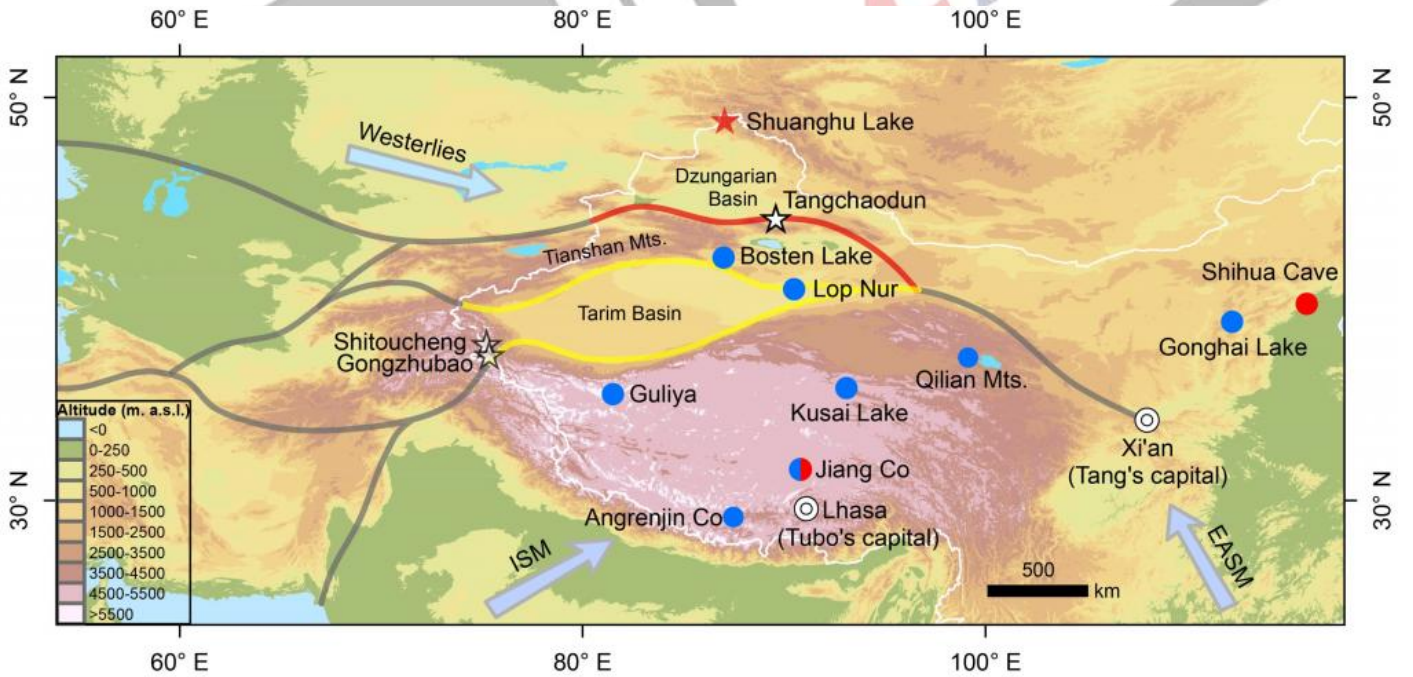 60° E
80° E
100° E
50° N
50° N
Shuanghu Lake
Westerlies
Dzungarian
Basin
Tangchaodun
Tianshan Mts.
Bosten Lake
Shihua Cave
Lop Nur
Tarim Basin
Shitoucheng
Gongzhubao
Gonghai Lake
Qilian Mts.
Guliya
Kusai Lake
Altitude (m. a.s.l.)
<0
0-250
250-500
500-1000
1000-1500
1500-2500
2500-3500
3500-4500
4500-5500
>5500
Xi'an
(Tang's capital)
Jiang Co
30° N
30° N
Angrenjin Co
Lhasa
(Tubo's capital)
ISM
EASM
500
km
60° E
80° E
100° E